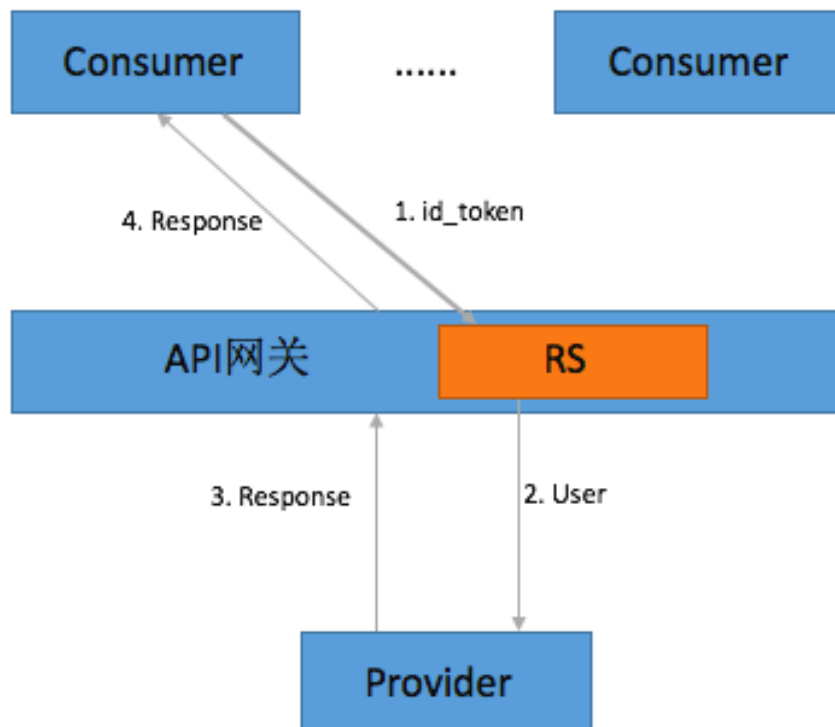 Consumer
......
Consumer
4. Response
1. id_token
API网关
RS
3. Response
2. User
Provider